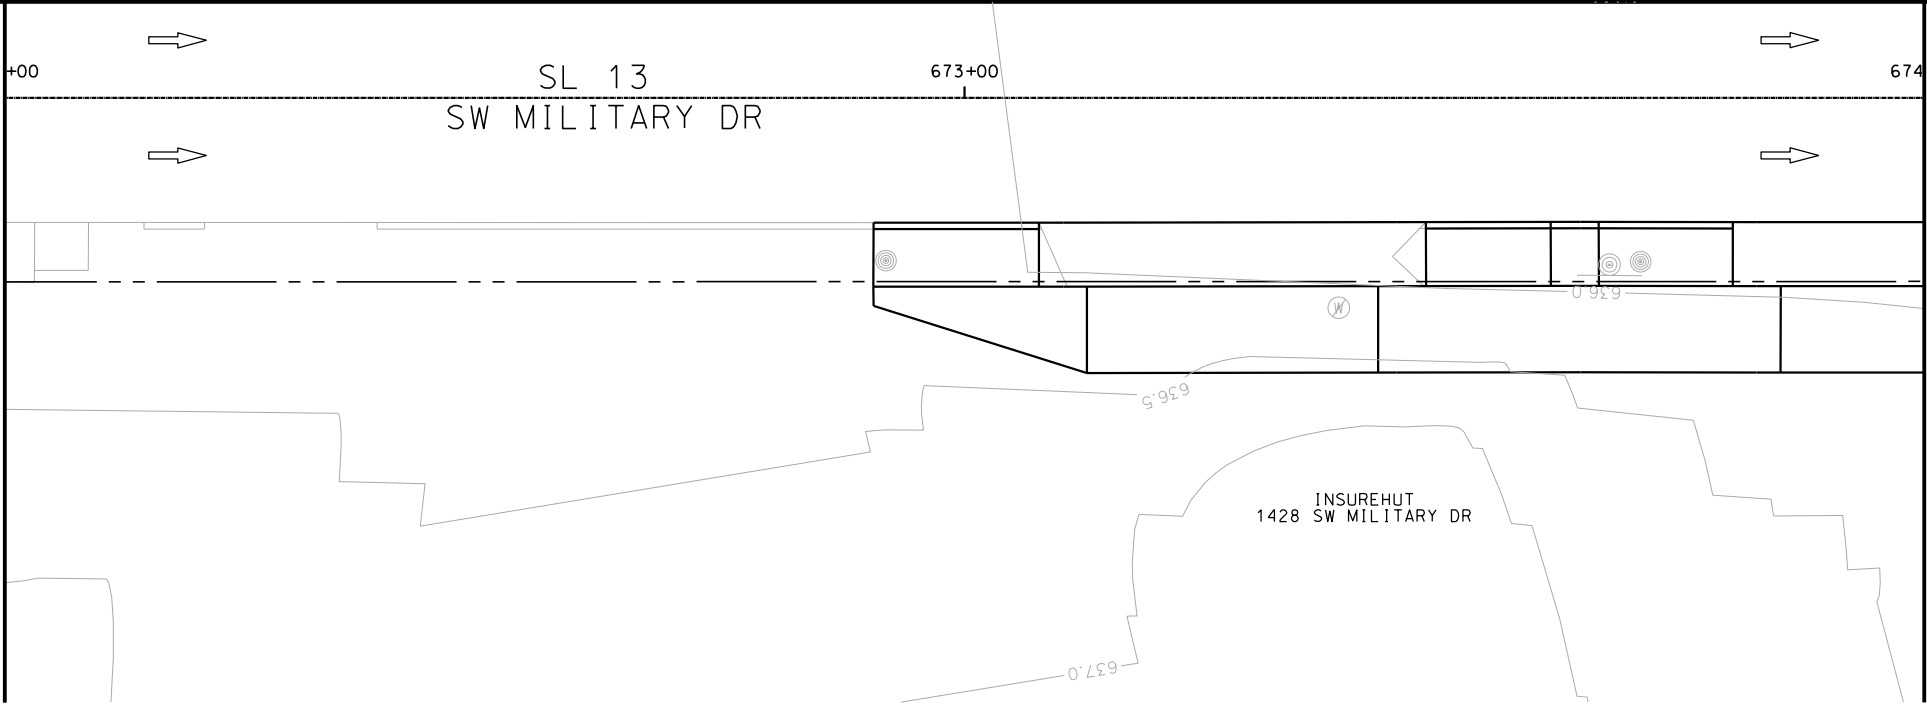 +00
SL 13
673+00
674
SW MILITARY DR
636.0
W
636.5
INSUREHUT
1428 SW MILITARY DR
637.0